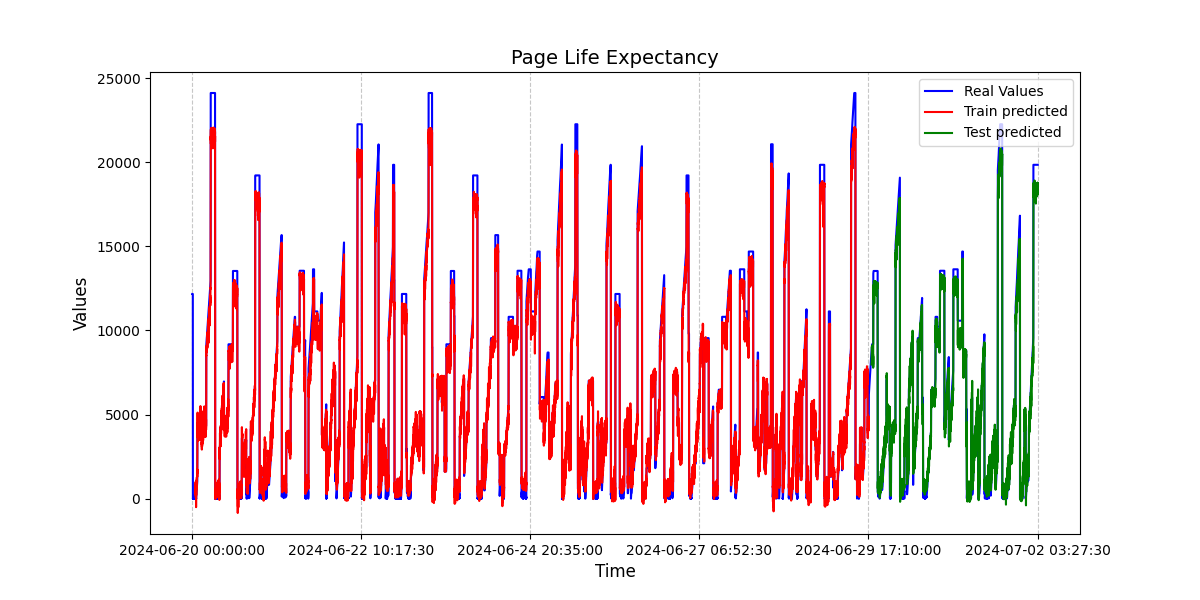 Page Life Expectancy
25000
20000
15000
10000
5000
0
Values
Real Values
Train predicted
Test predicted
2024-06-20 00:00:00
2024-06-22 10:17:30
2024-06-24 20:35:00
2024-06-27 06:52:30
2024-06-29 17:10:00
2024-07-02 03:27:30
Time